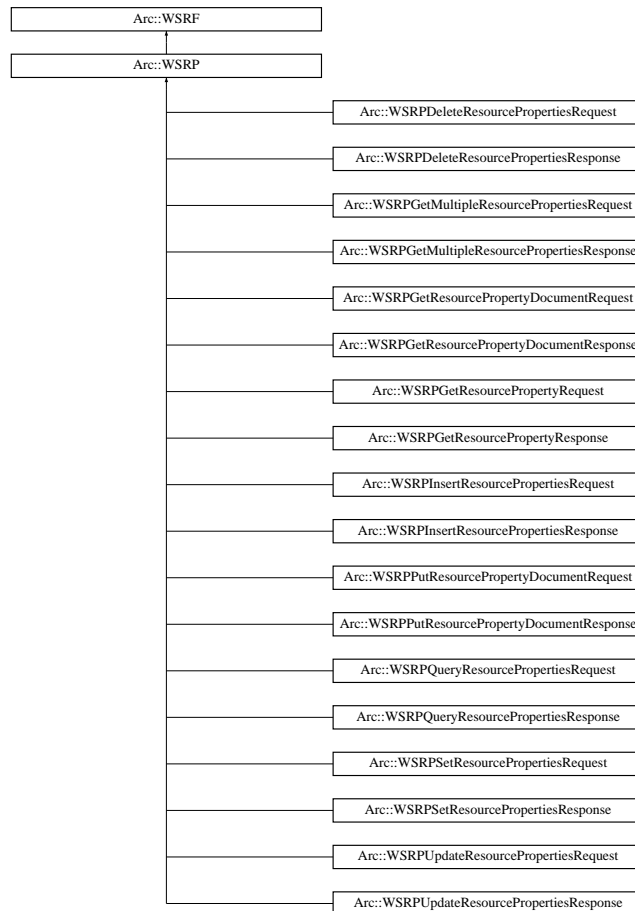 Arc::WSRF
Arc::WSRP
Arc::WSRPDeleteResourcePropertiesRequest
Arc::WSRPDeleteResourcePropertiesResponse
Arc::WSRPGetMultipleResourcePropertiesRequest
Arc::WSRPGetMultipleResourcePropertiesResponse
Arc::WSRPGetResourcePropertyDocumentRequest
Arc::WSRPGetResourcePropertyDocumentResponse
Arc::WSRPGetResourcePropertyRequest
Arc::WSRPGetResourcePropertyResponse
Arc::WSRPInsertResourcePropertiesRequest
Arc::WSRPInsertResourcePropertiesResponse
Arc::WSRPPutResourcePropertyDocumentRequest
Arc::WSRPPutResourcePropertyDocumentResponse
Arc::WSRPQueryResourcePropertiesRequest
Arc::WSRPQueryResourcePropertiesResponse
Arc::WSRPSetResourcePropertiesRequest
Arc::WSRPSetResourcePropertiesResponse
Arc::WSRPUpdateResourcePropertiesRequest
Arc::WSRPUpdateResourcePropertiesResponse